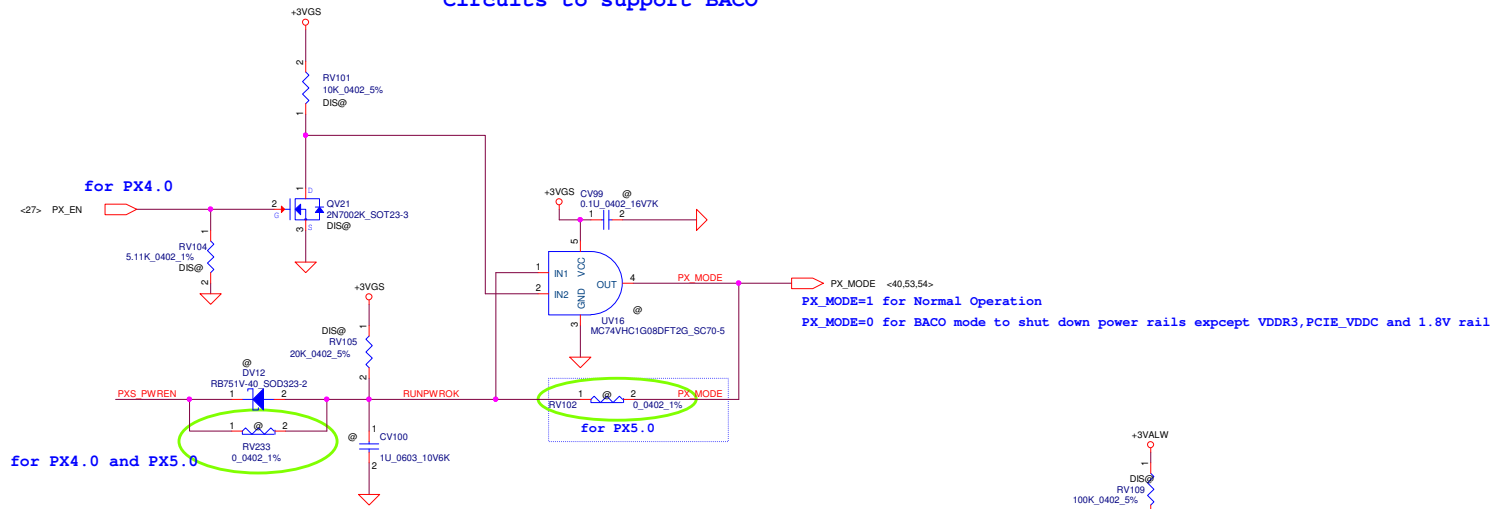 Circuits to support BACO
+3VGS
2
RV101
10K_0402_5%
DIS@
1
for PX4.0
<27> PX_EN
2
G
1
D
QV21
2N7002K_SOT23-3
DIS@
3
S
1
RV104
5.11K_0402_1%
DIS@
2
+3VGS
CV99
@
0.1U_0402_16V7K
1
2
5
1
IN1
VCC
2
IN2
OUT
4
PX_MODE
GND
3
@
UV16
MC74VHC1G08DFT2G_SC70-5
PX_MODE <40,53,54>
PX_MODE=1 for Normal Operation
PX_MODE=0 for BACO mode to shut down power rails expcept VDDR3,PCIE_VDDC and 1.8V rail
+3VGS
1
DIS@
RV105
20K_0402_5%
2
@
DV12
RB751V-40_SOD323-2
PXS_PWREN
1
2
RUNPWROK
1
@
2
PX_MODE
RV102
0_0402_1%
for PX5.0
1
@
2
RV233
0_0402_1%
for PX4.0 and PX5.0
@
1
CV100
1U_0603_10V6K
2
+3VALW
1
DIS@
RV109
100K_0402_5%